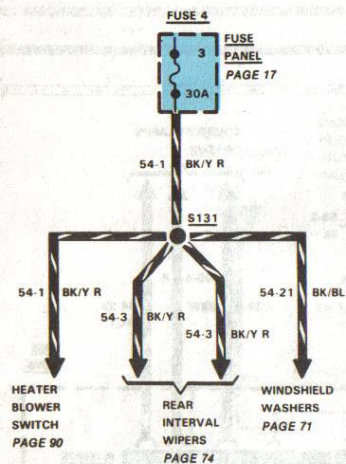 FUSE 4
3
30A
FUSE
PANEL
PAGE 17
54-1 BK/Y R
S131
54-1 BK/Y R
54-3 BK/Y R
54-3 BK/Y R
54-21 BK/BL
HEATER
BLOWER
SWITCH
PAGE 90
REAR
INTERVAL
WIPERS
PAGE 74
WINDSHIELD
WASHERS
PAGE 71